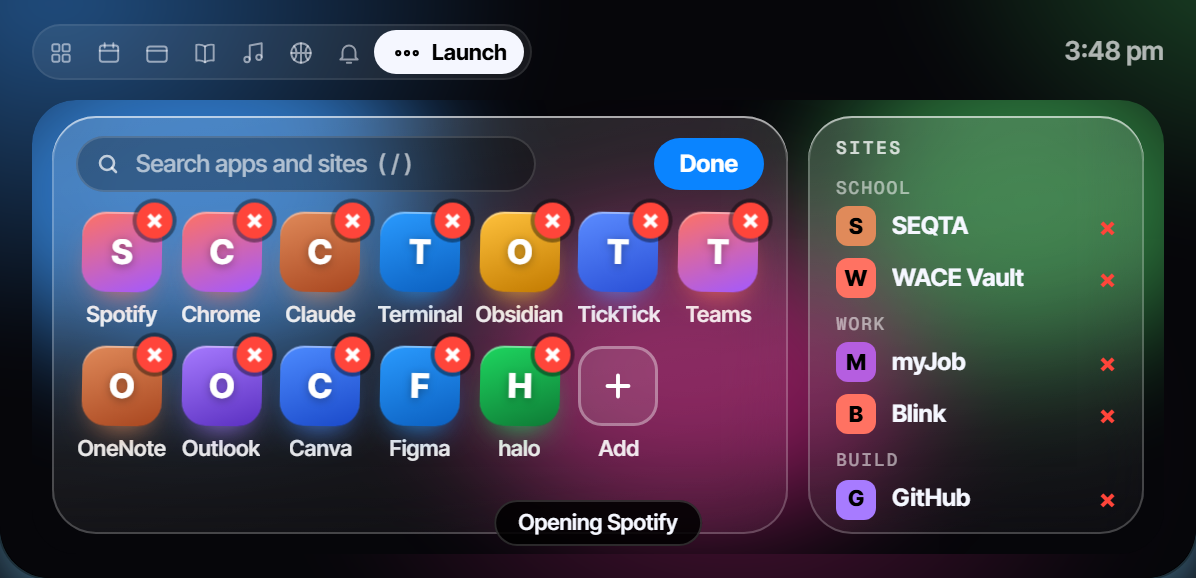 Launch
3:48 pm
Search apps and sites (/)
Done
S
C
C
T
O
T
T
Spotify
Chrome
Claude
Terminal
Obsidian
TickTick
Teams
O
O
C
F
H
OneNote
Outlook
Canva
Figma
halo
Add
Opening Spotify
SITES
SCHOOL
S SEQTA
W WACE Vault
WORK
M myJob
B Blink
BUILD
G GitHub